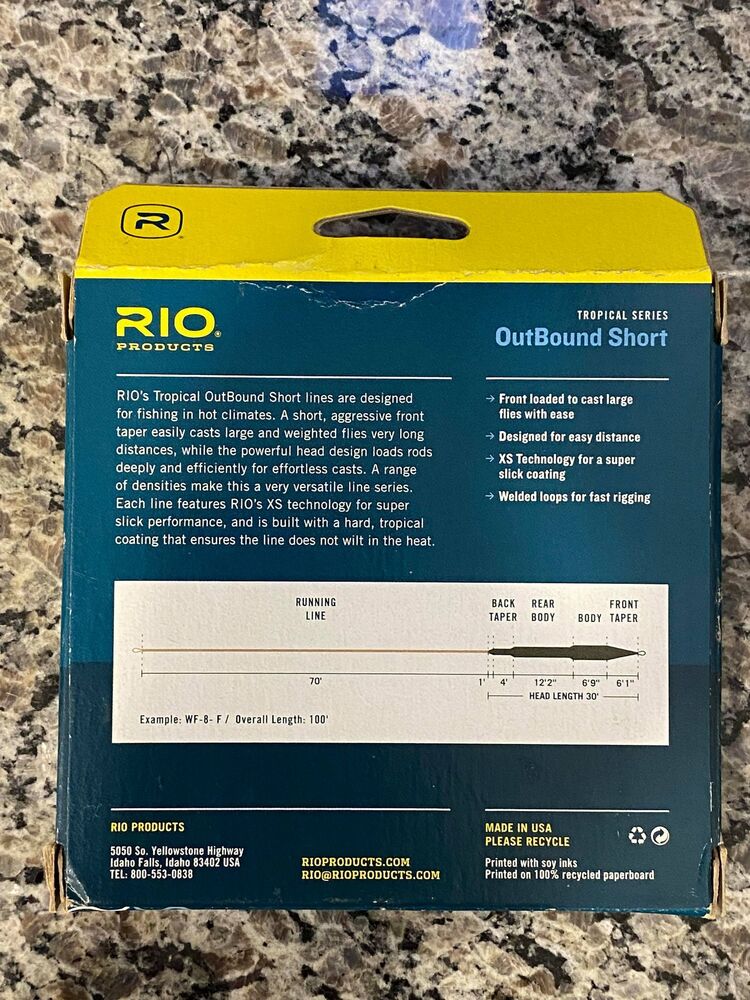 R
RIO®
PRODUCTS
TROPICAL SERIES
OutBound Short
RIO's Tropical OutBound Short lines are designed
for fishing in hot climates. A short, aggressive front
taper easily casts large and weighted flies very long
distances, while the powerful head design loads rods
deeply and efficiently for effortless casts. A range
of densities make this a very versatile line series.
Each line features RIO's XS technology for super
slick performance, and is built with a hard, tropical
coating that ensures the line does not wilt in the heat.
→ Front loaded to cast large
flies with ease
→ Designed for easy distance
→ XS Technology for a super
slick coating
→ Welded loops for fast rigging
RUNNING
LINE
BACK
TAPER
REAR
BODY
BODY
FRONT
TAPER
70' 1' 4' 12'2" 6'9" 6'1"
HEAD LENGTH 30'
Example: WF-8- F / Overall Length: 100'
RIO PRODUCTS
5050 So. Yellowstone Highway
Idaho Falls, Idaho 83402 USA
TEL: 800-553-0838
RIOPRODUCTS.COM
RIO@RIOPRODUCTS.COM
MADE IN USA
PLEASE RECYCLE
Printed with soy inks
Printed on 100% recycled paperboard